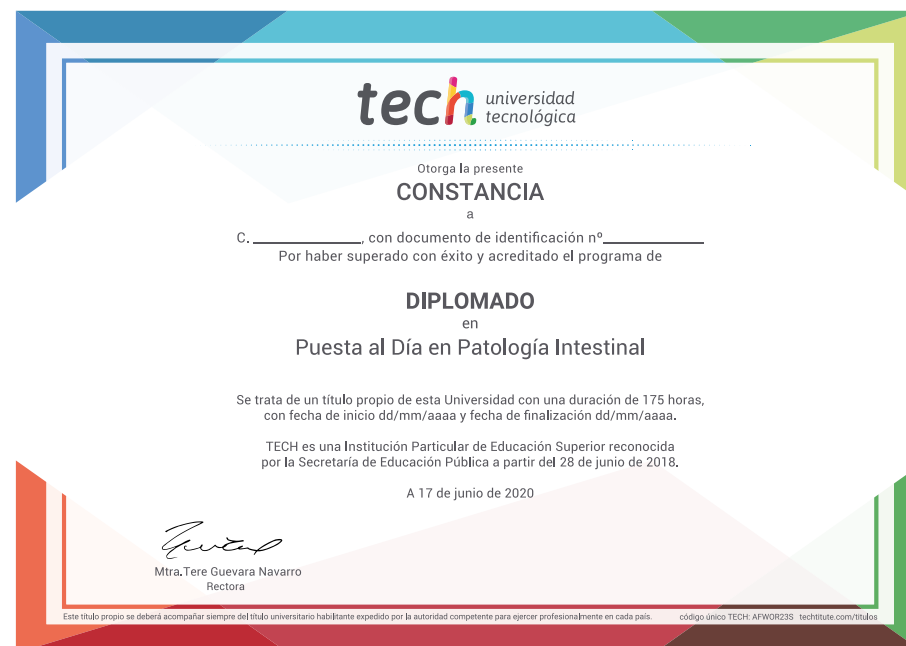 tech universidad
tecnológica
Otorga la presente
CONSTANCIA
a
C. ____________, con documento de identificación nº____________
Por haber superado con éxito y acreditado el programa de
DIPLOMADO
en
Puesta al Día en Patología Intestinal
Se trata de un título propio de esta Universidad con una duración de 175 horas,
con fecha de inicio dd/mm/aaaa y fecha de finalización dd/mm/aaaa.
TECH es una Institución Particular de Educación Superior reconocida
por la Secretaría de Educación Pública a partir del 28 de junio de 2018.
A 17 de junio de 2020
Mtra.Tere Guevara Navarro
Rectora
Este título propio se deberá acompañar siempre del título universitario habilitante expedido por la autoridad competente para ejercer profesionalmente en cada país. código único TECH: AFWOR23S techtitute.com/titulos